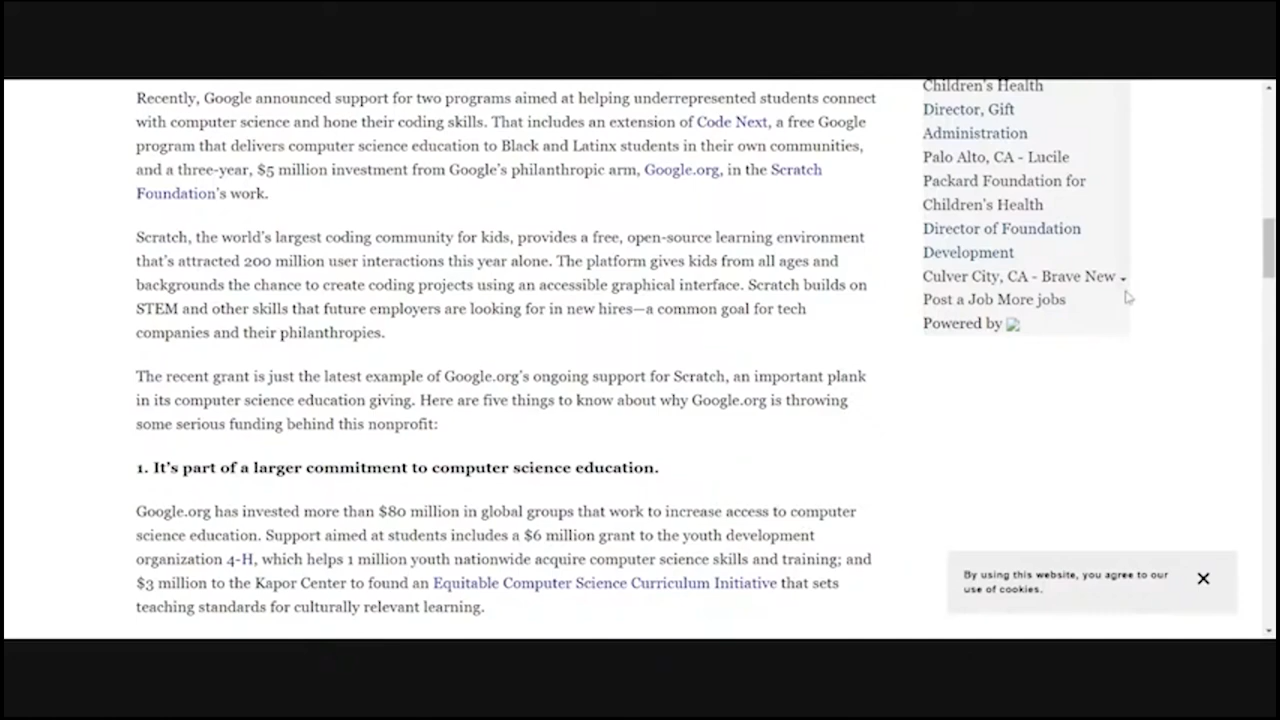 Recently, Google announced support for two programs aimed at helping underrepresented students connect
with computer science and hone their coding skills. That includes an extension of Code Next, a free Google
program that delivers computer science education to Black and Latinx students in their own communities,
and a three-year, $5 million investment from Google's philanthropic arm, Google.org, in the Scratch
Foundation's work.
Scratch, the world's largest coding community for kids, provides a free, open-source learning environment
that's attracted 200 million user interactions this year alone. The platform gives kids from all ages and
backgrounds the chance to create coding projects using an accessible graphical interface. Scratch builds on
STEM and other skills that future employers are looking for in new hires—a common goal for tech
companies and their philanthropies.
The recent grant is just the latest example of Google.org's ongoing support for Scratch, an important plank
in its computer science education giving. Here are five things to know about why Google.org is throwing
some serious funding behind this nonprofit:
1. It's part of a larger commitment to computer science education.
Google.org has invested more than $80 million in global groups that work to increase access to computer
science education. Support aimed at students includes a $6 million grant to the youth development
organization 4-H, which helps 1 million youth nationwide acquire computer science skills and training; and
$3 million to the Kapor Center to found an Equitable Computer Science Curriculum Initiative that sets
teaching standards for culturally relevant learning.
Children's Health
Director, Gift
Administration
Palo Alto, CA - Lucile
Packard Foundation for
Children's Health
Director of Foundation
Development
Culver City, CA - Brave New
Post a Job More jobs
Powered by
By using this website, you agree to our
use of cookies.